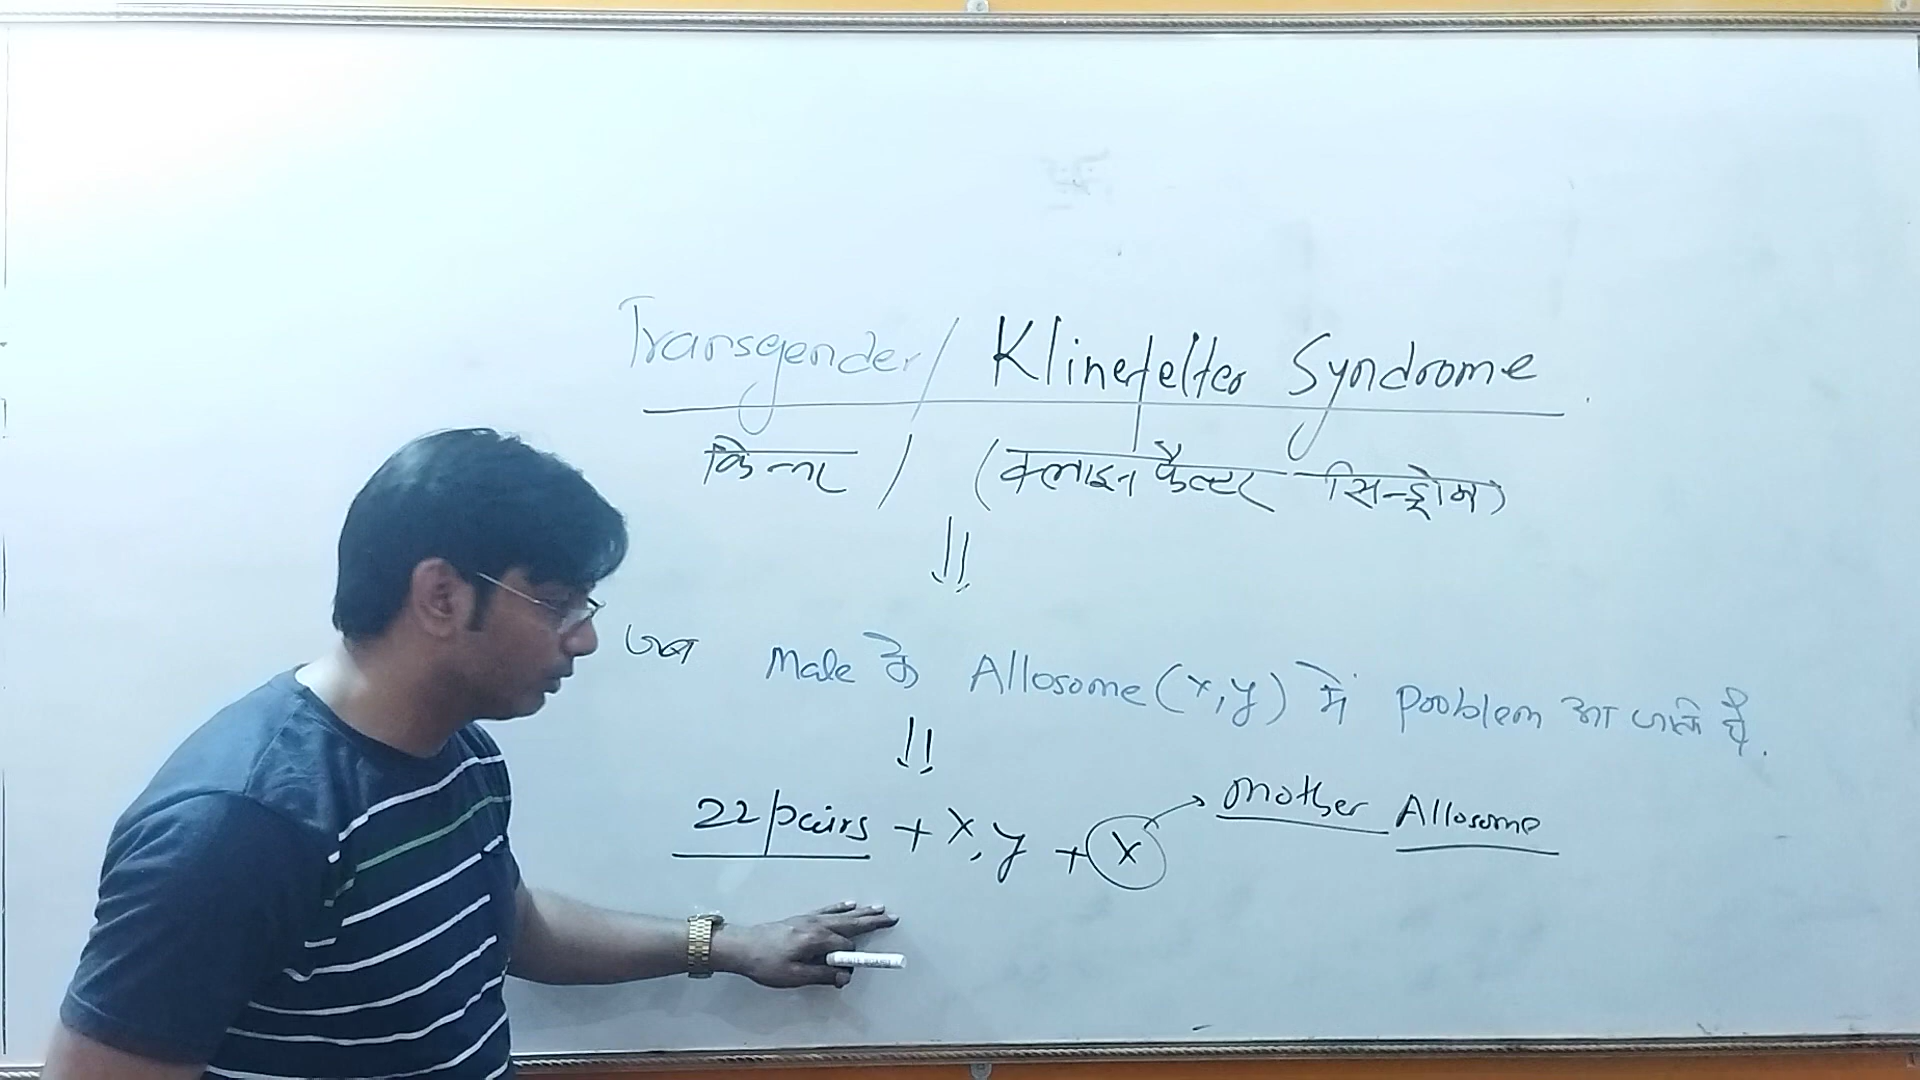 Transgender / Klinefelter Syndrome
किन्नर / (क्लाइन फैल्टर सिन्ड्रोम)
जब Male के Allosome (x,y) में Problem आ जाती है.
22 pairs + x, y + x → mother Allosome